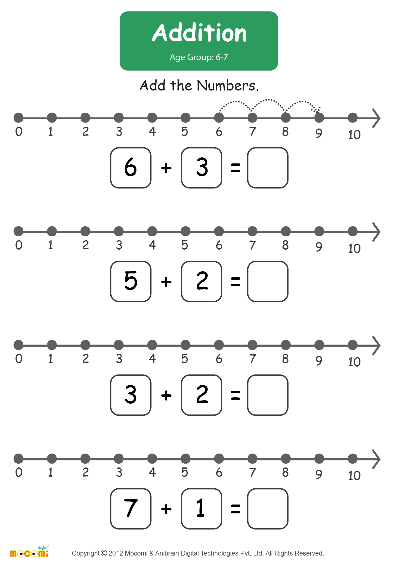 Addition
Age Group: 6-7
Add the Numbers.
0 1 2 3 4 5 6 7 8 9 10
6 + 3 =
0 1 2 3 4 5 6 7 8 9 10
5 + 2 =
0 1 2 3 4 5 6 7 8 9 10
3 + 2 =
0 1 2 3 4 5 6 7 8 9 10
7 + 1 =
mocomi Copyright © 2012 Mocomi & Anibrain Digital Technologies Pvt. Ltd. All Rights Reserved.